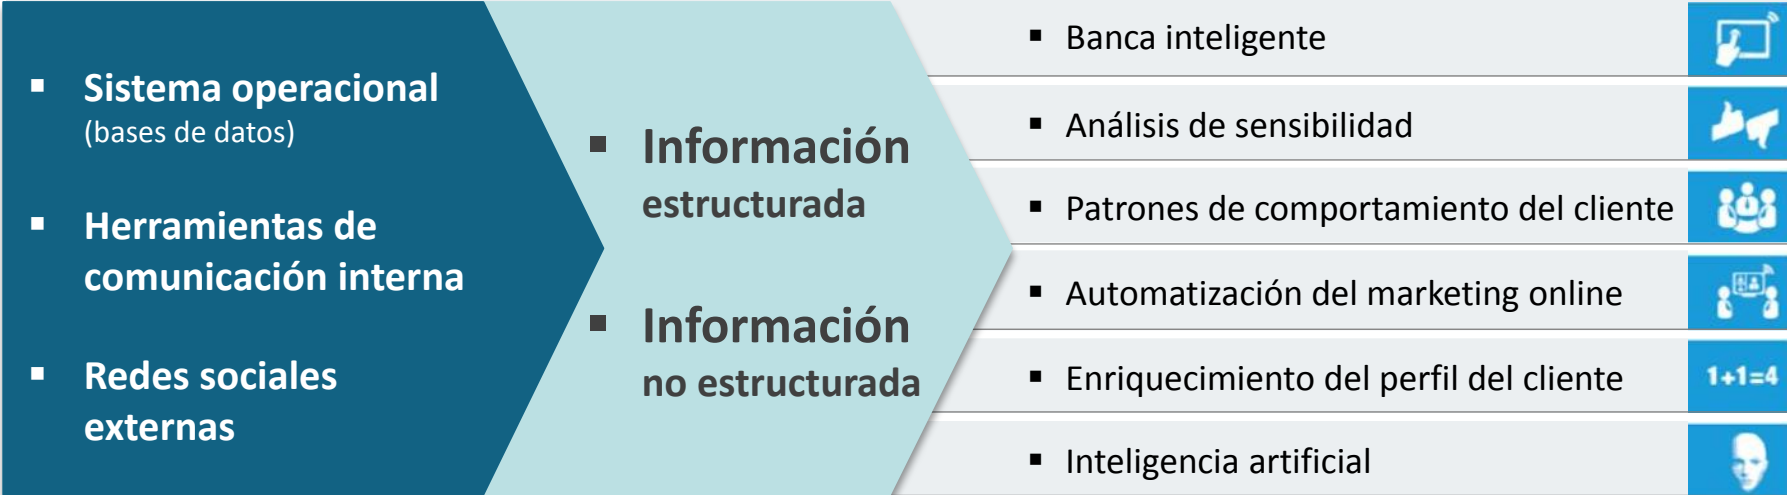 ▪ Sistema operacional
(bases de datos)
▪ Herramientas de
comunicación interna
▪ Redes sociales
externas
▪ Información
estructurada
▪ Información
no estructurada
▪ Banca inteligente
▪ Análisis de sensibilidad
▪ Patrones de comportamiento del cliente
▪ Automatización del marketing online
▪ Enriquecimiento del perfil del cliente
1+1=4
▪ Inteligencia artificial